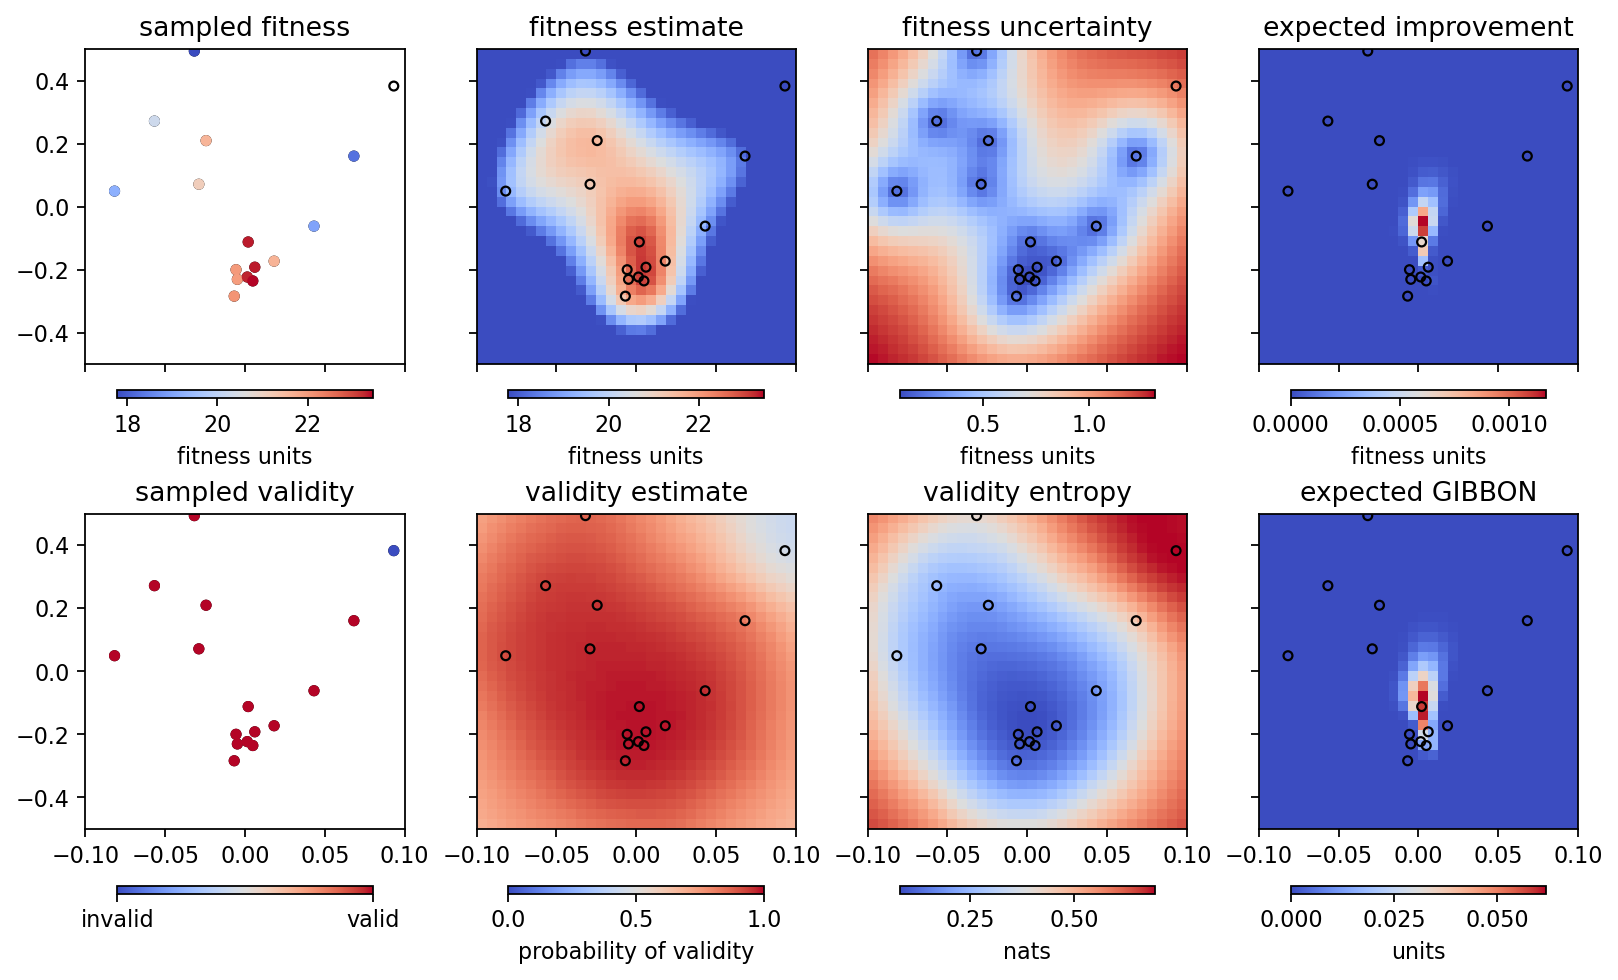 sampled fitness fitness estimate fitness uncertainty expected improvement
0.4
0.2
0.0
−0.2
−0.4
18 20 22 18 20 22 0.5 1.0 0.0000 0.0005 0.0010
fitness units fitness units fitness units fitness units
sampled validity validity estimate validity entropy expected GIBBON
0.4
0.2
0.0
−0.2
−0.4
−0.10 −0.05 0.00 0.05 0.10 −0.10 −0.05 0.00 0.05 0.10 −0.10 −0.05 0.00 0.05 0.10 −0.10 −0.05 0.00 0.05 0.10
invalid valid 0.0 0.5 1.0 0.25 0.50 0.000 0.025 0.050
probability of validity nats units